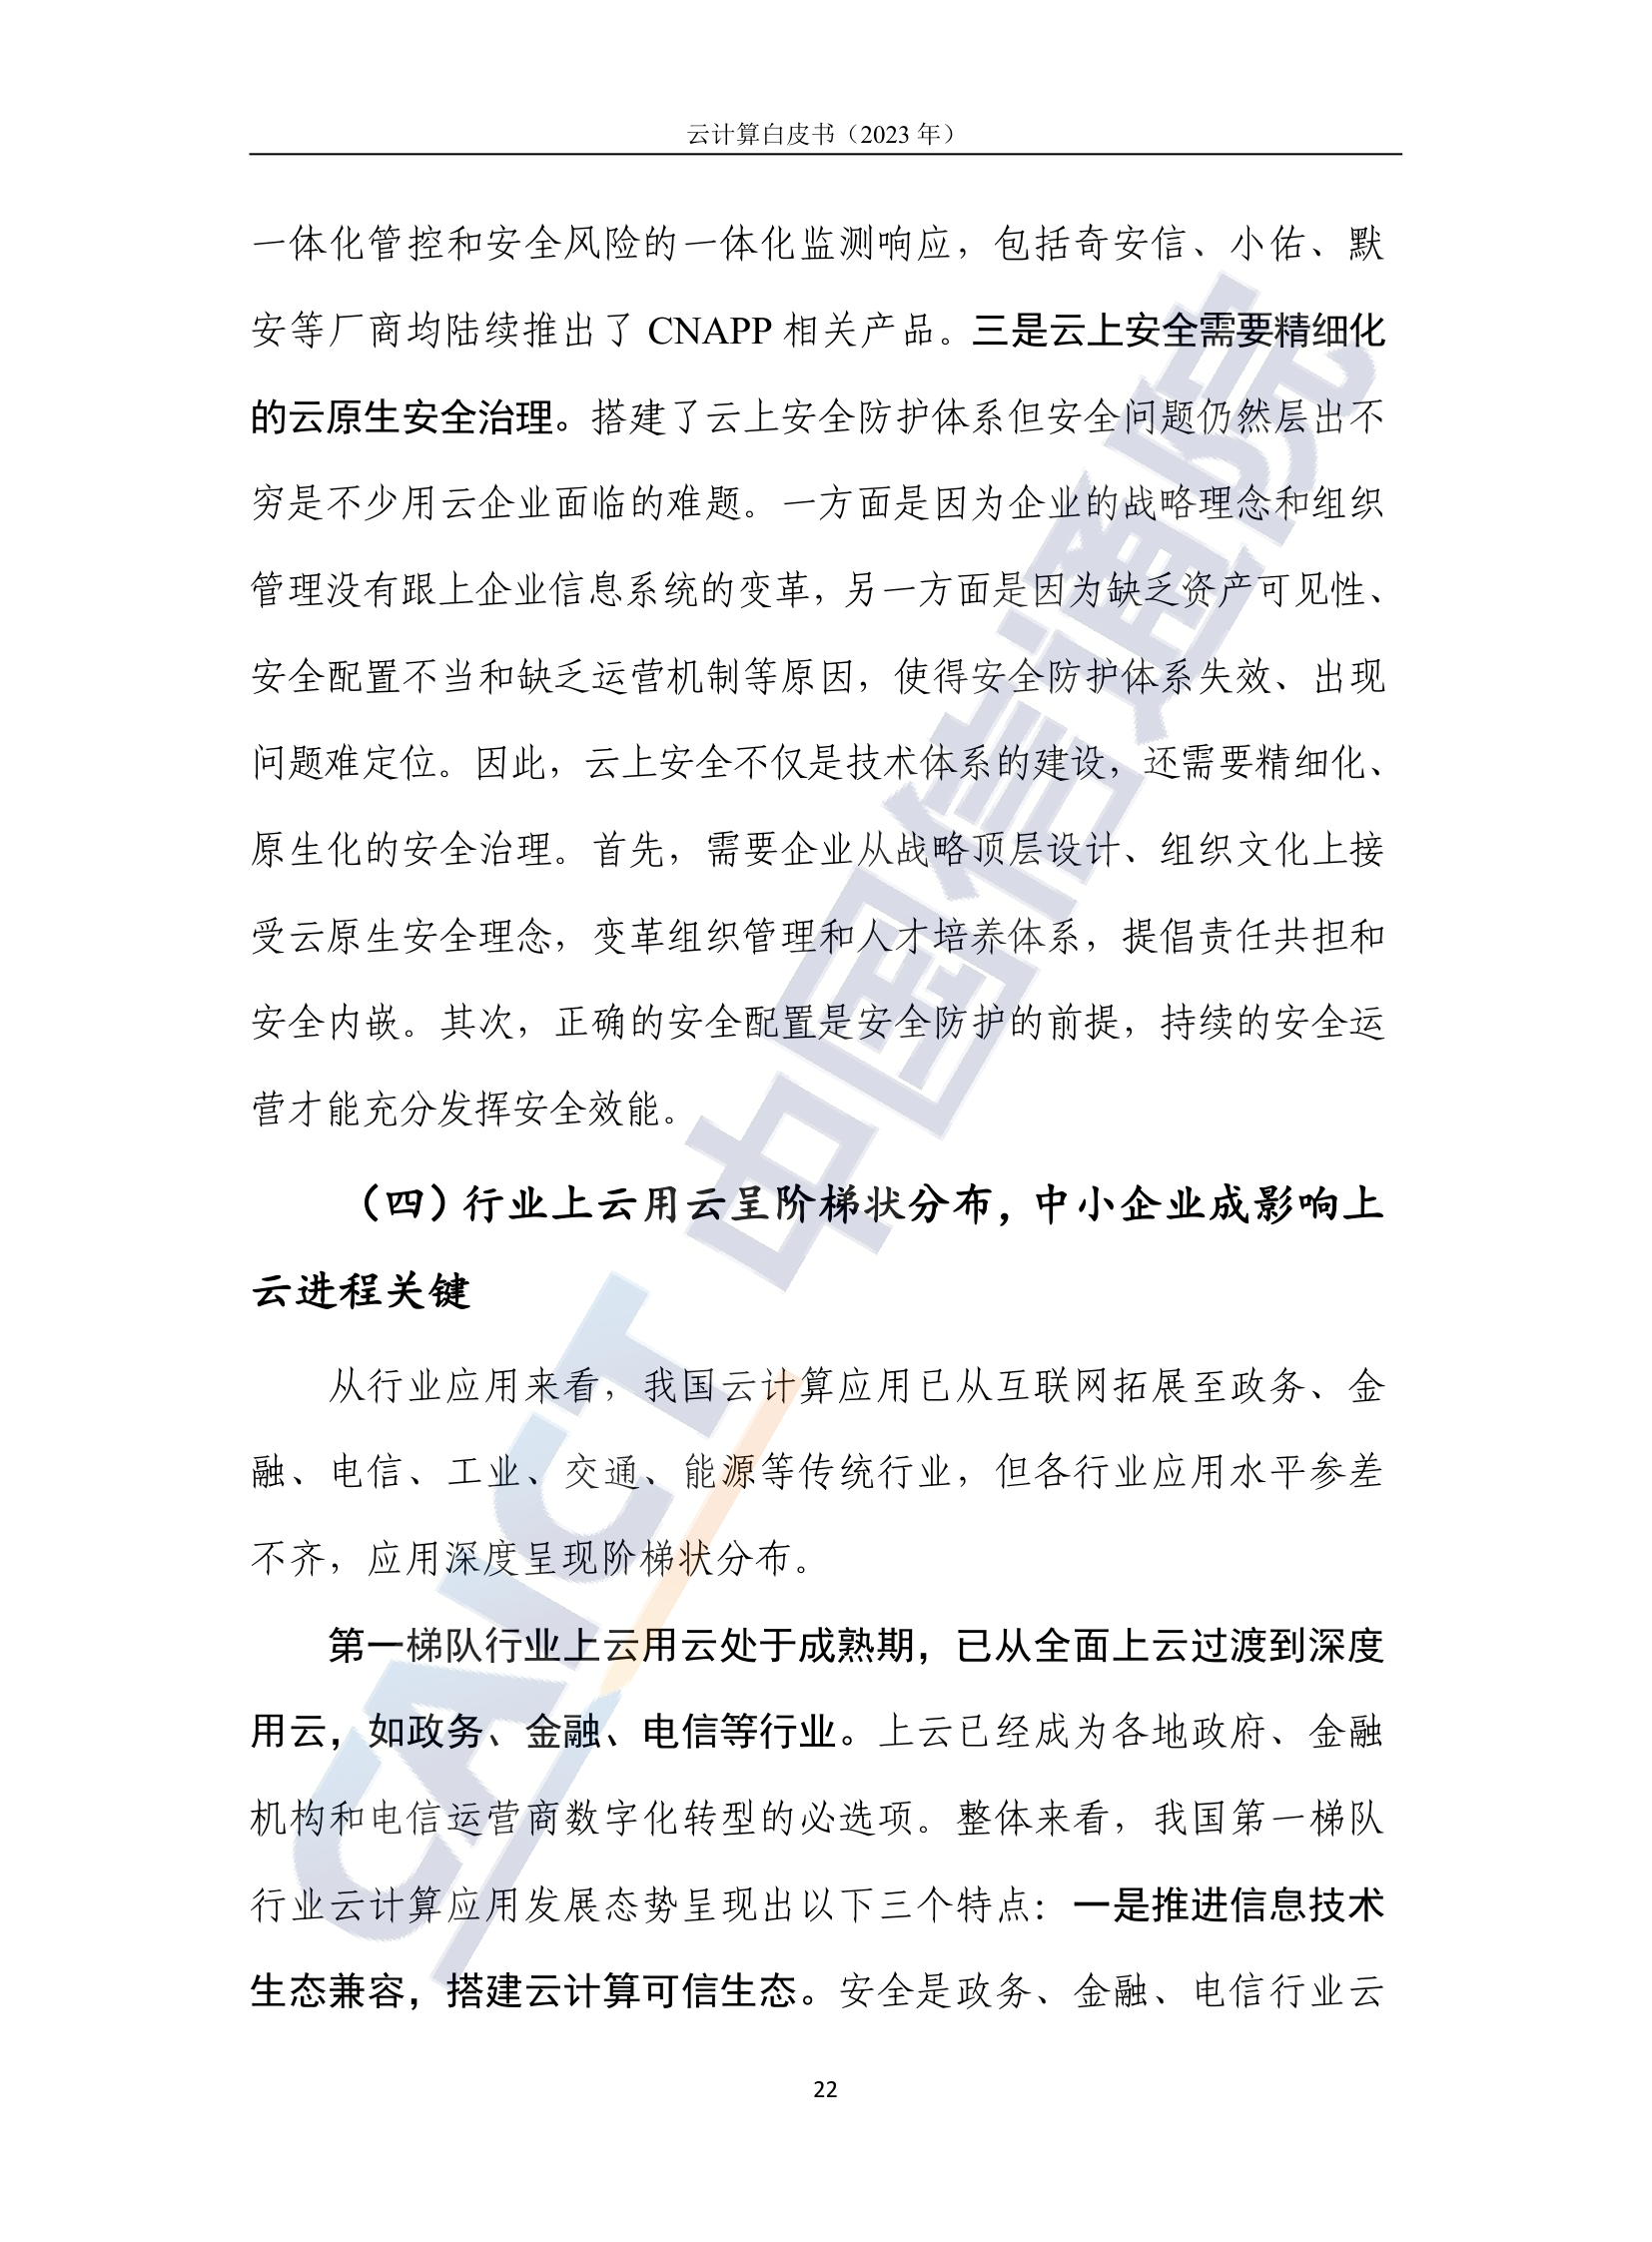 云计算白皮书（2023 年）
一体化管控和安全风险的一体化监测响应，包括奇安信、小佑、默
安等厂商均陆续推出了 CNAPP 相关产品。三是云上安全需要精细化
的云原生安全治理。搭建了云上安全防护体系但安全问题仍然层出不
穷是不少用云企业面临的难题。一方面是因为企业的战略理念和组织
管理没有跟上企业信息系统的变革，另一方面是因为缺乏资产可见性、
安全配置不当和缺乏运营机制等原因，使得安全防护体系失效、出现
问题难定位。因此，云上安全不仅是技术体系的建设，还需要精细化、
原生化的安全治理。首先，需要企业从战略顶层设计、组织文化上接
受云原生安全理念，变革组织管理和人才培养体系，提倡责任共担和
安全内嵌。其次，正确的安全配置是安全防护的前提，持续的安全运
营才能充分发挥安全效能。
（四）行业上云用云呈阶梯状分布，中小企业成影响上
云进程关键
从行业应用来看，我国云计算应用已从互联网拓展至政务、金
融、电信、工业、交通、能源等传统行业，但各行业应用水平参差
不齐，应用深度呈现阶梯状分布。
第一梯队行业上云用云处于成熟期，已从全面上云过渡到深度
用云，如政务、金融、电信等行业。上云已经成为各地政府、金融
机构和电信运营商数字化转型的必选项。整体来看，我国第一梯队
行业云计算应用发展态势呈现出以下三个特点：一是推进信息技术
生态兼容，搭建云计算可信生态。安全是政务、金融、电信行业云
22
CAICT 中国信通院